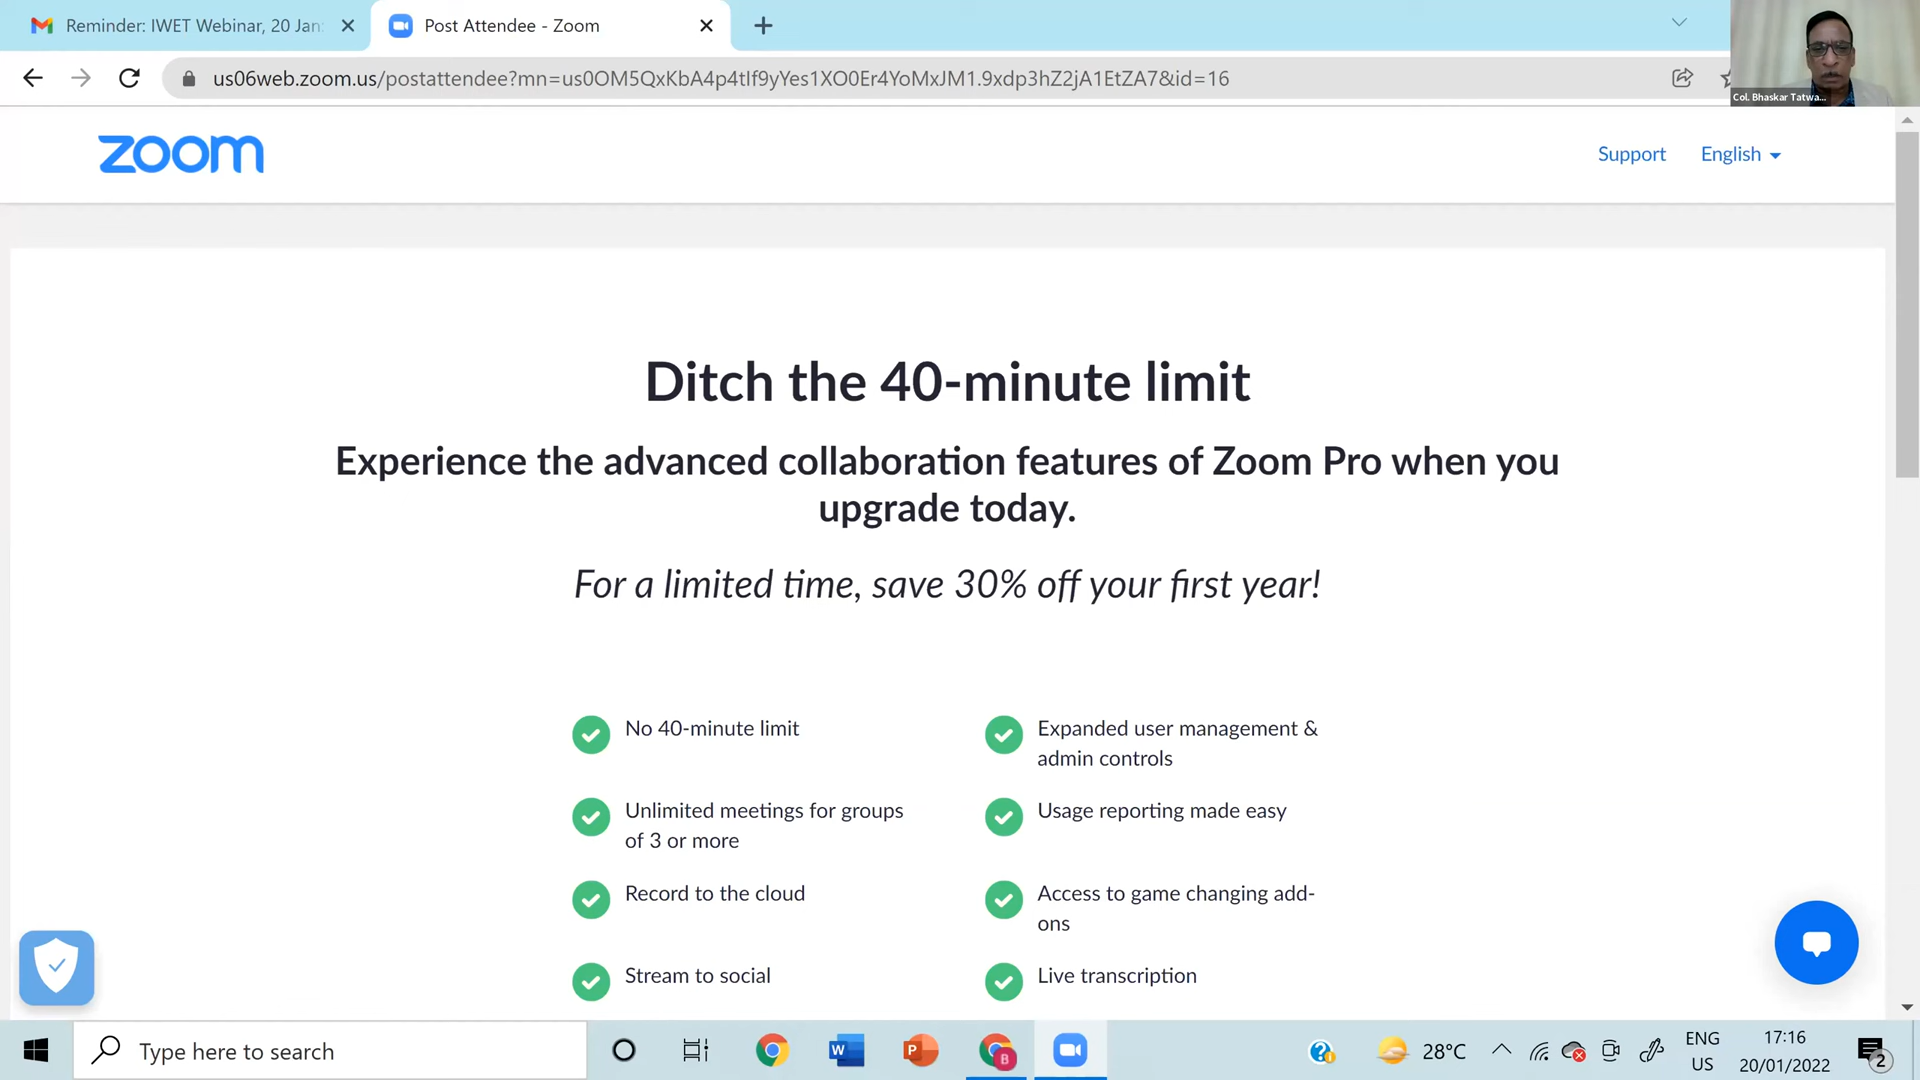 Reminder: IWET Webinar, 20 Jan:
Post Attendee - Zoom
us06web.zoom.us/postattendee?mn=us0OM5QxKbA4p4tIf9yYes1XO0Er4YoMxJM1.9xdp3hZ2jA1EtZA7&id=16
Col. Bhaskar Tatwa...
zoom
Support
English
Ditch the 40-minute limit
Experience the advanced collaboration features of Zoom Pro when you
upgrade today.
For a limited time, save 30% off your first year!
No 40-minute limit
Expanded user management &
admin controls
Unlimited meetings for groups
of 3 or more
Usage reporting made easy
Record to the cloud
Access to game changing add-
ons
Stream to social
Live transcription
Type here to search
W
P
B
28°C
ENG
US
17:16
20/01/2022
2